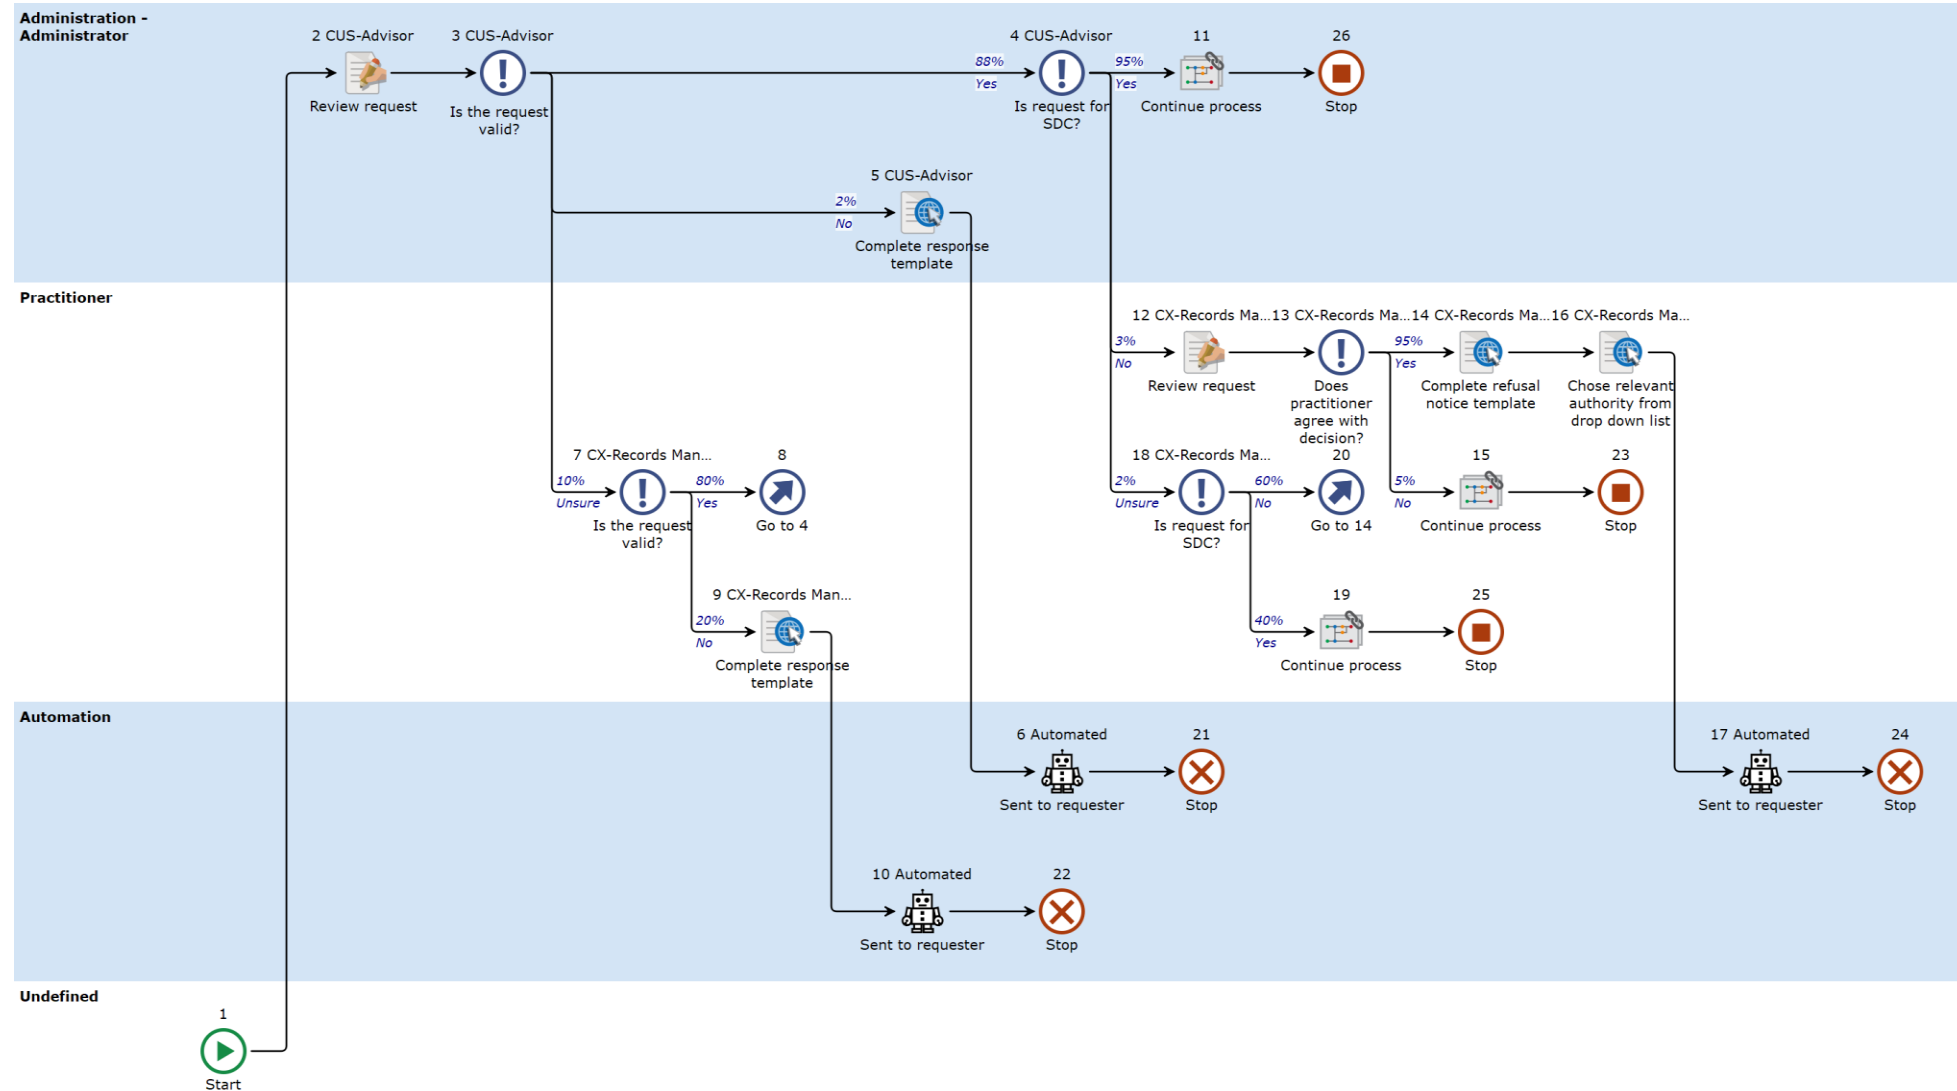 Administration -
Administrator
2 CUS-Advisor
Review request
3 CUS-Advisor
Is the request
valid?
88%
Yes
4 CUS-Advisor
Is request for
SDC?
95%
Yes
11
Continue process
26
Stop
2%
No
5 CUS-Advisor
Complete response
template
Practitioner
3%
No
12 CX-Records Ma...
Review request
13 CX-Records Ma...
Does
practitioner
agree with
decision?
95%
Yes
14 CX-Records Ma...
Complete refusal
notice template
16 CX-Records Ma...
Chose relevant
authority from
drop down list
10%
Unsure
7 CX-Records Man...
Is the request
valid?
80%
Yes
8
Go to 4
2%
Unsure
18 CX-Records Ma...
Is request for
SDC?
60%
No
20
Go to 14
5%
No
15
Continue process
23
Stop
20%
No
9 CX-Records Man...
Complete response
template
40%
Yes
19
Continue process
25
Stop
Automation
6 Automated
Sent to requester
21
Stop
17 Automated
Sent to requester
24
Stop
10 Automated
Sent to requester
22
Stop
Undefined
1
Start